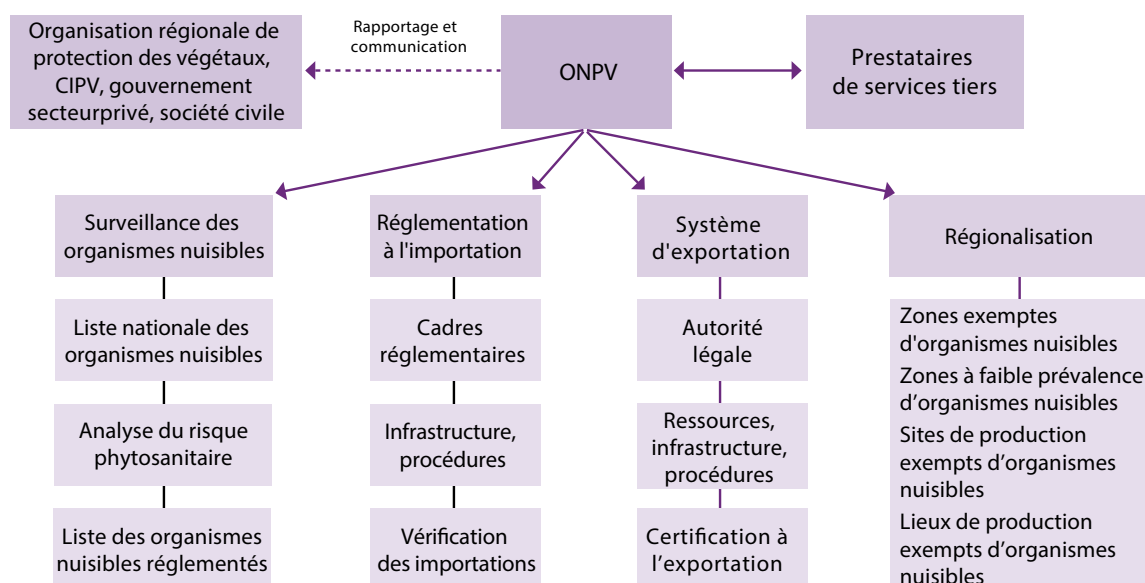 Organisation régionale de
protection des végétaux,
CIPV, gouvernement
secteurprivé, société civile
Rapportage et
communication
ONPV
Prestataires
de services tiers
Surveillance des
organismes nuisibles
Liste nationale des
organismes nuisibles
Analyse du risque
phytosanitaire
Liste des organismes
nuisibles réglementés
Réglementation
à l'importation
Cadres
réglementaires
Infrastructure,
procédures
Vérification
des importations
Système
d'exportation
Autorité
légale
Ressources,
infrastructure,
procédures
Certification à
l’exportation
Régionalisation
Zones exemptes
d'organismes nuisibles
Zones à faible prévalence
d’organismes nuisibles
Sites de production
exempts d’organismes
nuisibles
Lieux de production
exempts d’organismes
nuisibles